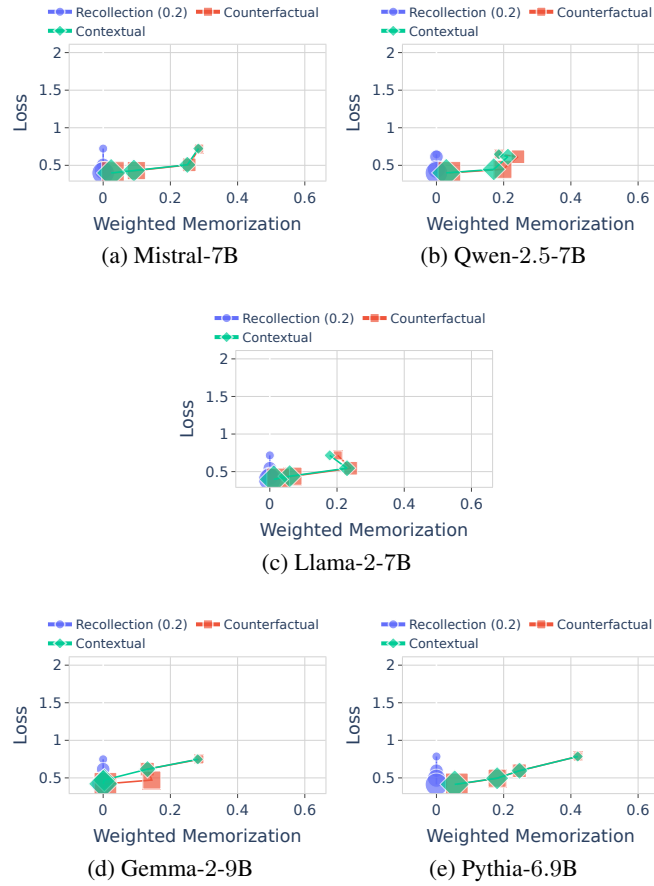 Recollection (0.2) Counterfactual
Contextual
2
1.5
1
0.5
Loss
0 0.2 0.4 0.6
Weighted Memorization
(a) Mistral-7B
Recollection (0.2) Counterfactual
Contextual
2
1.5
1
0.5
Loss
0 0.2 0.4 0.6
Weighted Memorization
(b) Qwen-2.5-7B
Recollection (0.2) Counterfactual
Contextual
2
1.5
1
0.5
Loss
0 0.2 0.4 0.6
Weighted Memorization
(c) Llama-2-7B
Recollection (0.2) Counterfactual
Contextual
2
1.5
1
0.5
Loss
0 0.2 0.4 0.6
Weighted Memorization
(d) Gemma-2-9B
Recollection (0.2) Counterfactual
Contextual
2
1.5
1
0.5
Loss
0 0.2 0.4 0.6
Weighted Memorization
(e) Pythia-6.9B